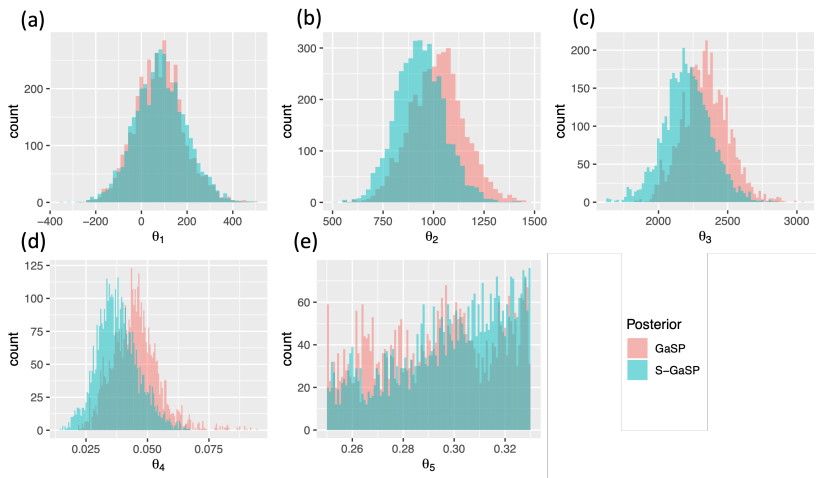 (a)
(b)
(c)
count
200
100
0
−400
−200
0
200
400
θ1
count
300
200
100
0
500
750
1000
1250
1500
θ2
count
200
150
100
50
0
2000
2500
3000
θ3
(d)
(e)
count
125
100
75
50
25
0
0.025
0.050
0.075
θ4
count
60
40
20
0
0.26
0.28
0.30
0.32
θ5
Posterior
GaSP
S−GaSP